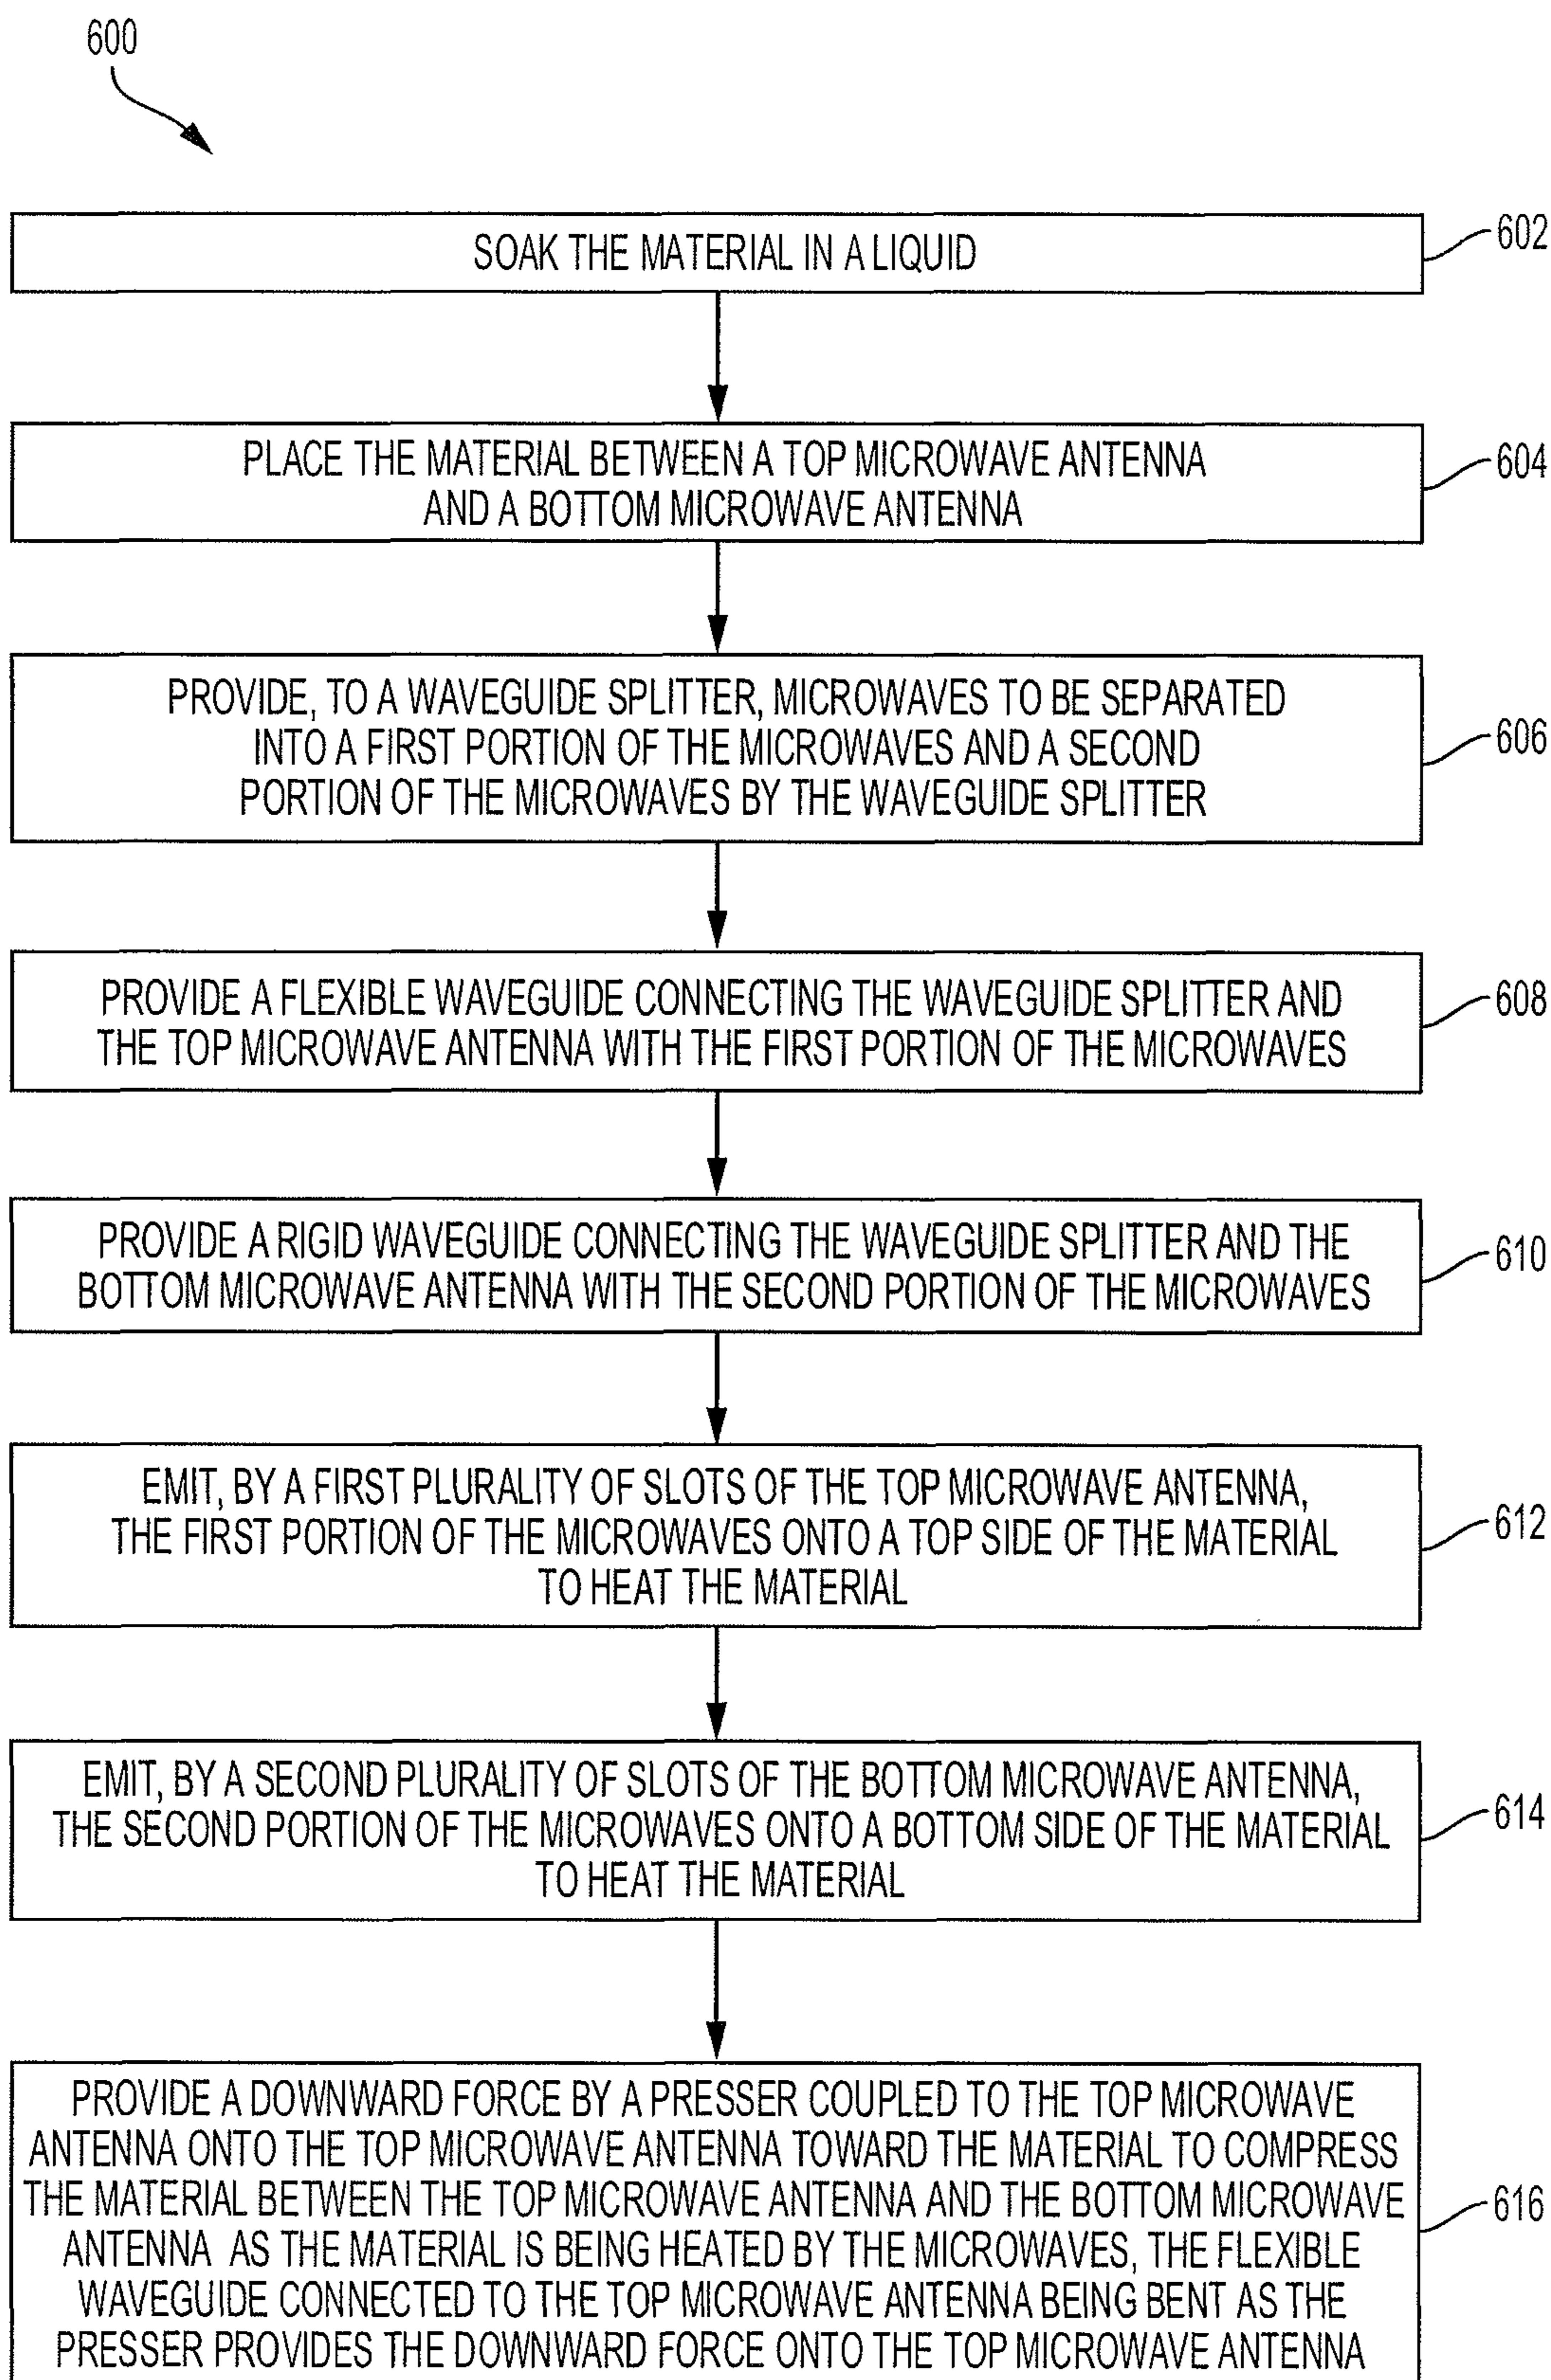 600
SOAK THE MATERIAL IN A LIQUID
602
PLACE THE MATERIAL BETWEEN A TOP MICROWAVE ANTENNA
AND A BOTTOM MICROWAVE ANTENNA
604
PROVIDE, TO A WAVEGUIDE SPLITTER, MICROWAVES TO BE SEPARATED
INTO A FIRST PORTION OF THE MICROWAVES AND A SECOND
PORTION OF THE MICROWAVES BY THE WAVEGUIDE SPLITTER
606
PROVIDE A FLEXIBLE WAVEGUIDE CONNECTING THE WAVEGUIDE SPLITTER AND
THE TOP MICROWAVE ANTENNA WITH THE FIRST PORTION OF THE MICROWAVES
608
PROVIDE A RIGID WAVEGUIDE CONNECTING THE WAVEGUIDE SPLITTER AND THE
BOTTOM MICROWAVE ANTENNA WITH THE SECOND PORTION OF THE MICROWAVES
610
EMIT, BY A FIRST PLURALITY OF SLOTS OF THE TOP MICROWAVE ANTENNA,
THE FIRST PORTION OF THE MICROWAVES ONTO A TOP SIDE OF THE MATERIAL
TO HEAT THE MATERIAL
612
EMIT, BY A SECOND PLURALITY OF SLOTS OF THE BOTTOM MICROWAVE ANTENNA,
THE SECOND PORTION OF THE MICROWAVES ONTO A BOTTOM SIDE OF THE MATERIAL
TO HEAT THE MATERIAL
614
PROVIDE A DOWNWARD FORCE BY A PRESSER COUPLED TO THE TOP MICROWAVE
ANTENNA ONTO THE TOP MICROWAVE ANTENNA TOWARD THE MATERIAL TO COMPRESS
THE MATERIAL BETWEEN THE TOP MICROWAVE ANTENNA AND THE BOTTOM MICROWAVE
ANTENNA AS THE MATERIAL IS BEING HEATED BY THE MICROWAVES, THE FLEXIBLE
WAVEGUIDE CONNECTED TO THE TOP MICROWAVE ANTENNA BEING BENT AS THE
PRESSER PROVIDES THE DOWNWARD FORCE ONTO THE TOP MICROWAVE ANTENNA
616